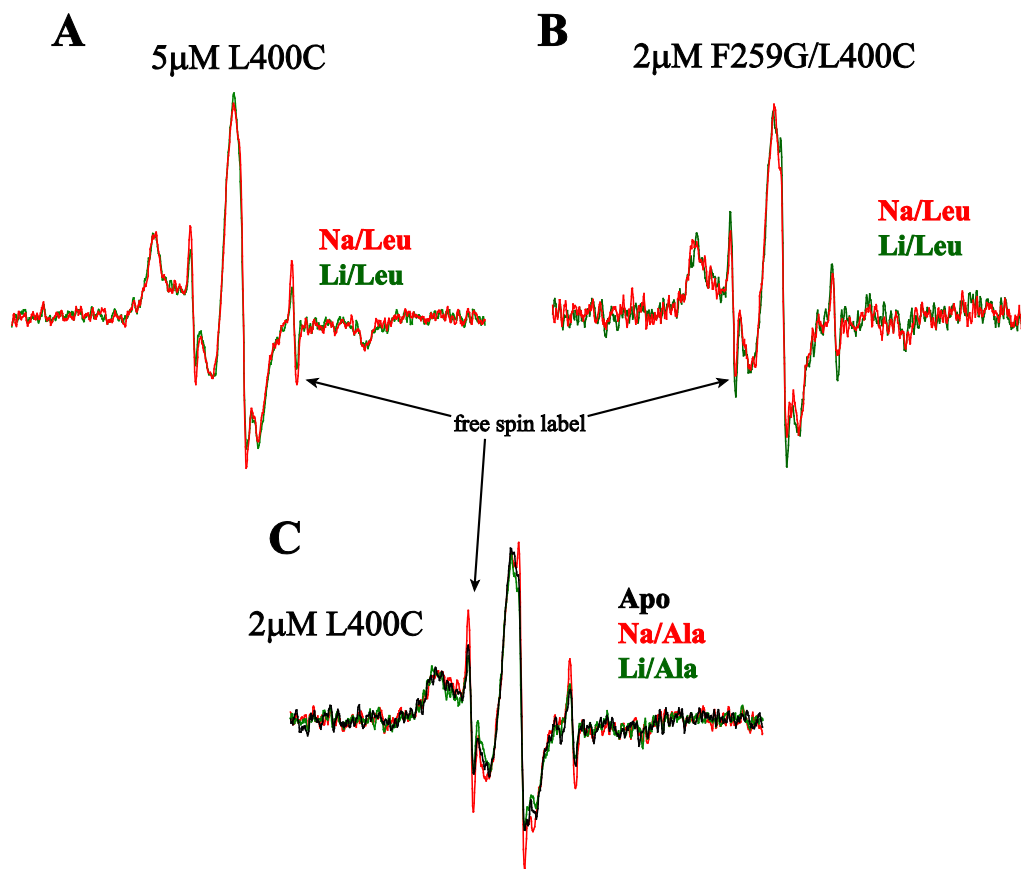 A
5μM L400C
Na/Leu
Li/Leu
B
2μM F259G/L400C
Na/Leu
Li/Leu
free spin label
C
2μM L400C
Apo
Na/Ala
Li/Ala